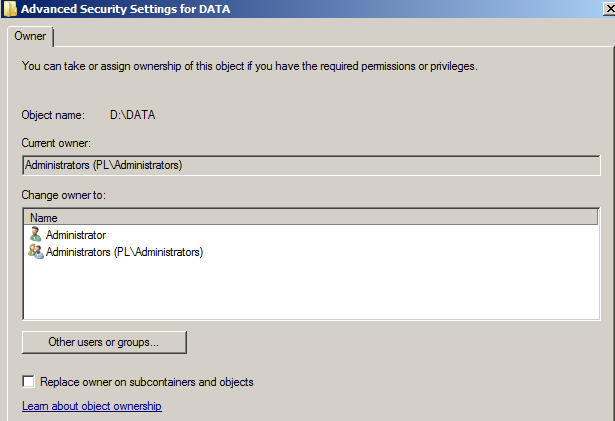 Advanced Security Settings for DATA
Owner
You can take or assign ownership of this object if you have the required permissions or privileges.
Object name: D:\DATA
Current owner:
Administrators (PL\Administrators)
Change owner to:
Name
Administrator
Administrators (PL\Administrators)
Other users or groups...
Replace owner on subcontainers and objects
Learn about object ownership